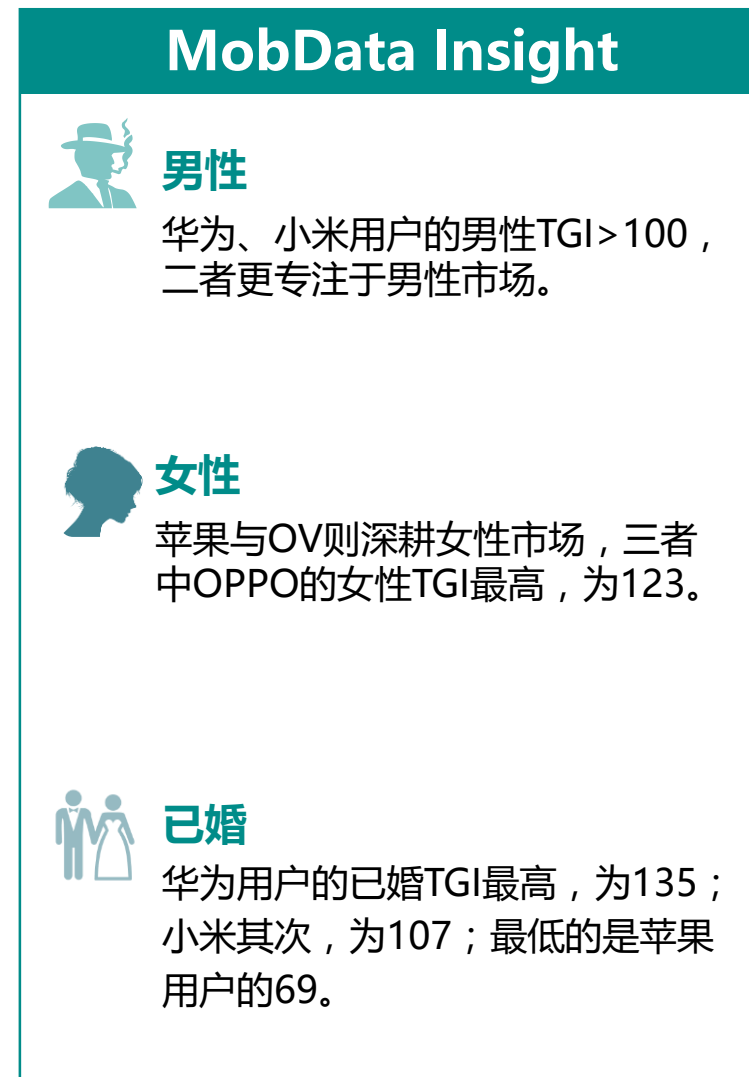 MobData Insight
男性
华为、小米用户的男性TGI>100，
二者更专注于男性市场。
女性
苹果与OV则深耕女性市场，三者
中OPPO的女性TGI最高，为123。
已婚
华为用户的已婚TGI最高，为135；
小米其次，为107；最低的是苹果
用户的69。